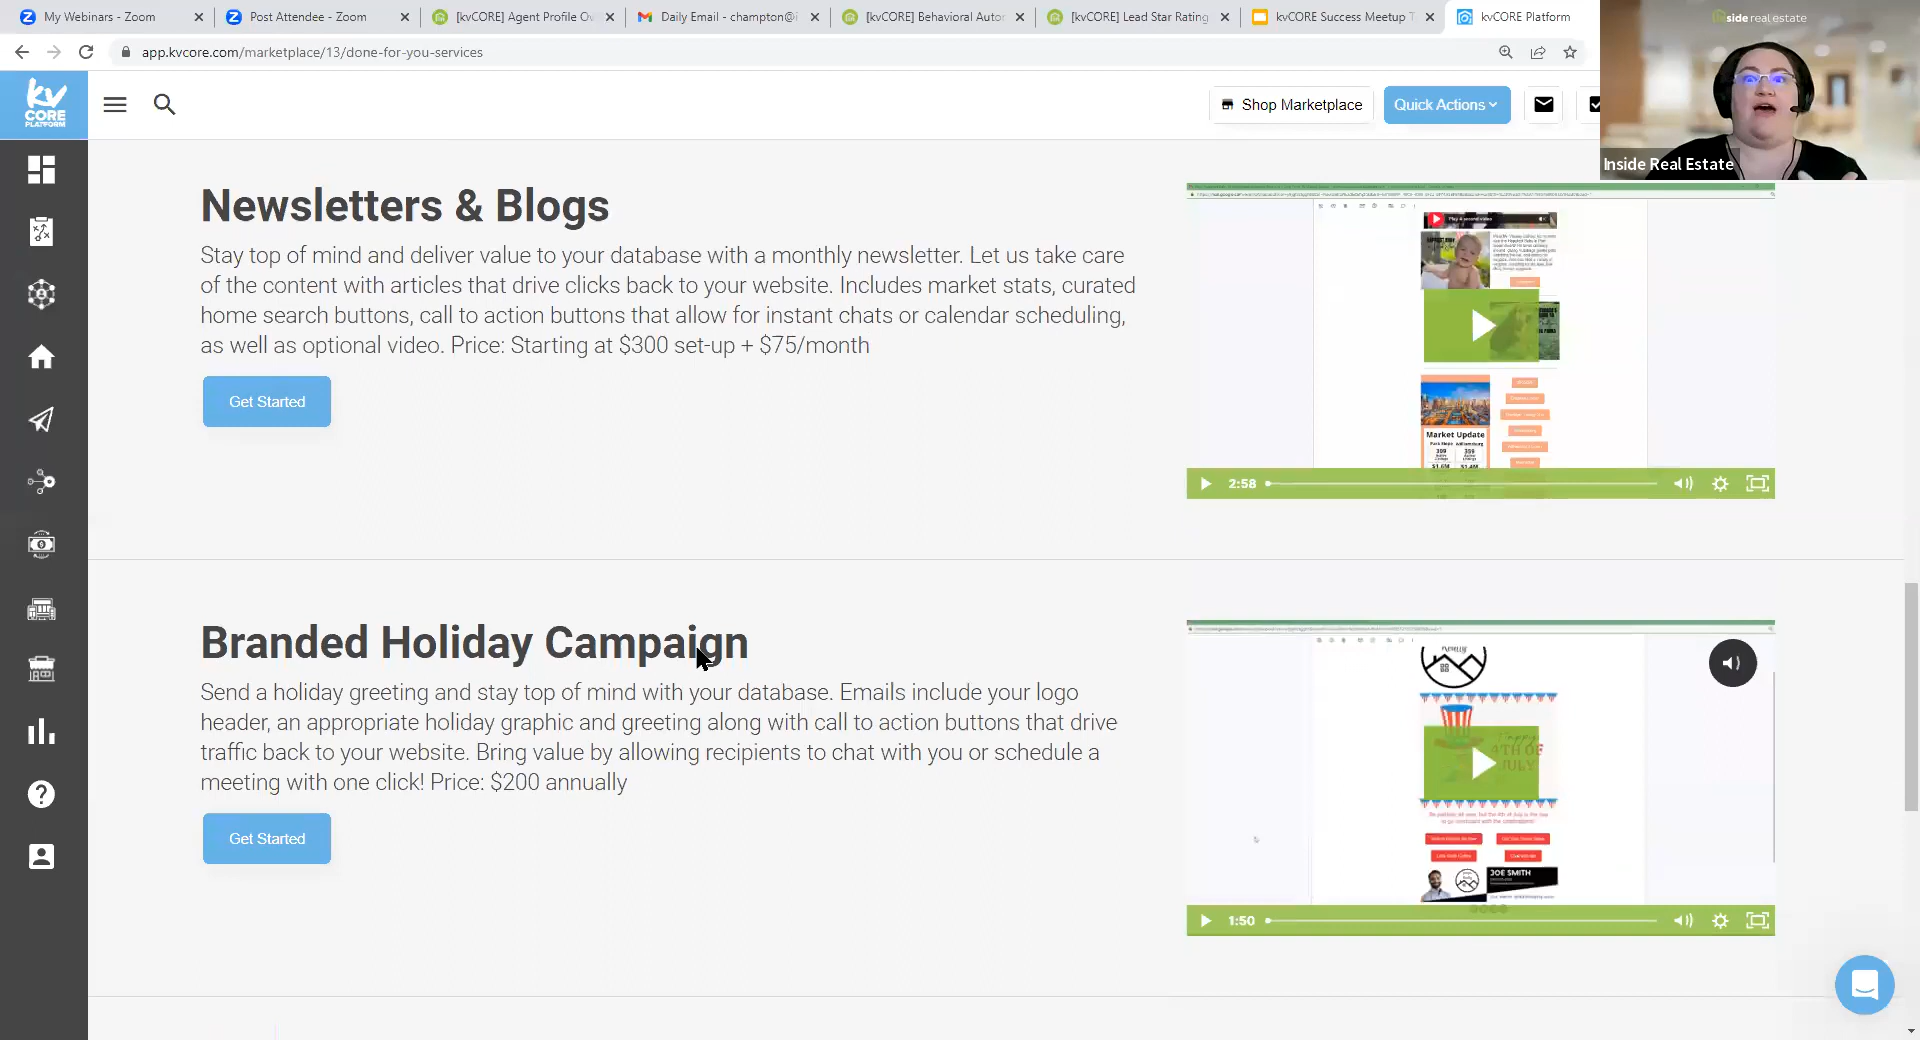 My Webinars - Zoom
Post Attendee - Zoom
[kvCORE] Agent Profile Ov
Daily Email - champton@i
[kvCORE] Behavioral Autor
[kvCORE] Lead Star Rating
kvCORE Success Meetup T
kvCORE Platform
side real estate
app.kvcore.com/marketplace/13/done-for-you-services
kv
CORE
PLATFORM
Shop Marketplace
Quick Actions
Inside Real Estate
Newsletters & Blogs
Stay top of mind and deliver value to your database with a monthly newsletter. Let us take care
of the content with articles that drive clicks back to your website. Includes market stats, curated
home search buttons, call to action buttons that allow for instant chats or calendar scheduling,
as well as optional video. Price: Starting at $300 set-up + $75/month
Get Started
Market Update
2:58
Branded Holiday Campaign
Send a holiday greeting and stay top of mind with your database. Emails include your logo
header, an appropriate holiday graphic and greeting along with call to action buttons that drive
traffic back to your website. Bring value by allowing recipients to chat with you or schedule a
meeting with one click! Price: $200 annually
Get Started
4TH OF
JULY
JOE SMITH
1:50